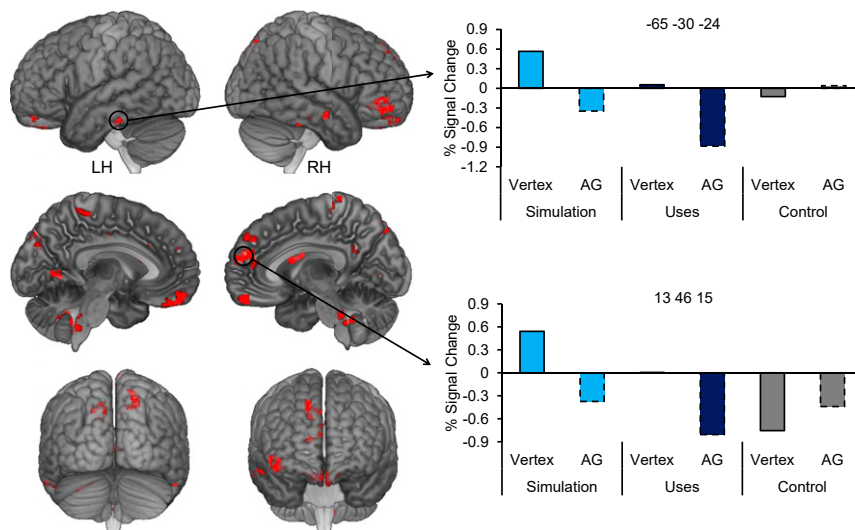 LH
RH
-65 -30 -24
% Signal Change
0.9
0.6
0.3
0
-0.3
-0.6
-0.9
-1.2
Vertex AG Vertex AG Vertex AG
Simulation Uses Control
13 46 15
% Signal Change
0.9
0.6
0.3
0
-0.3
-0.6
-0.9
Vertex AG Vertex AG Vertex AG
Simulation Uses Control